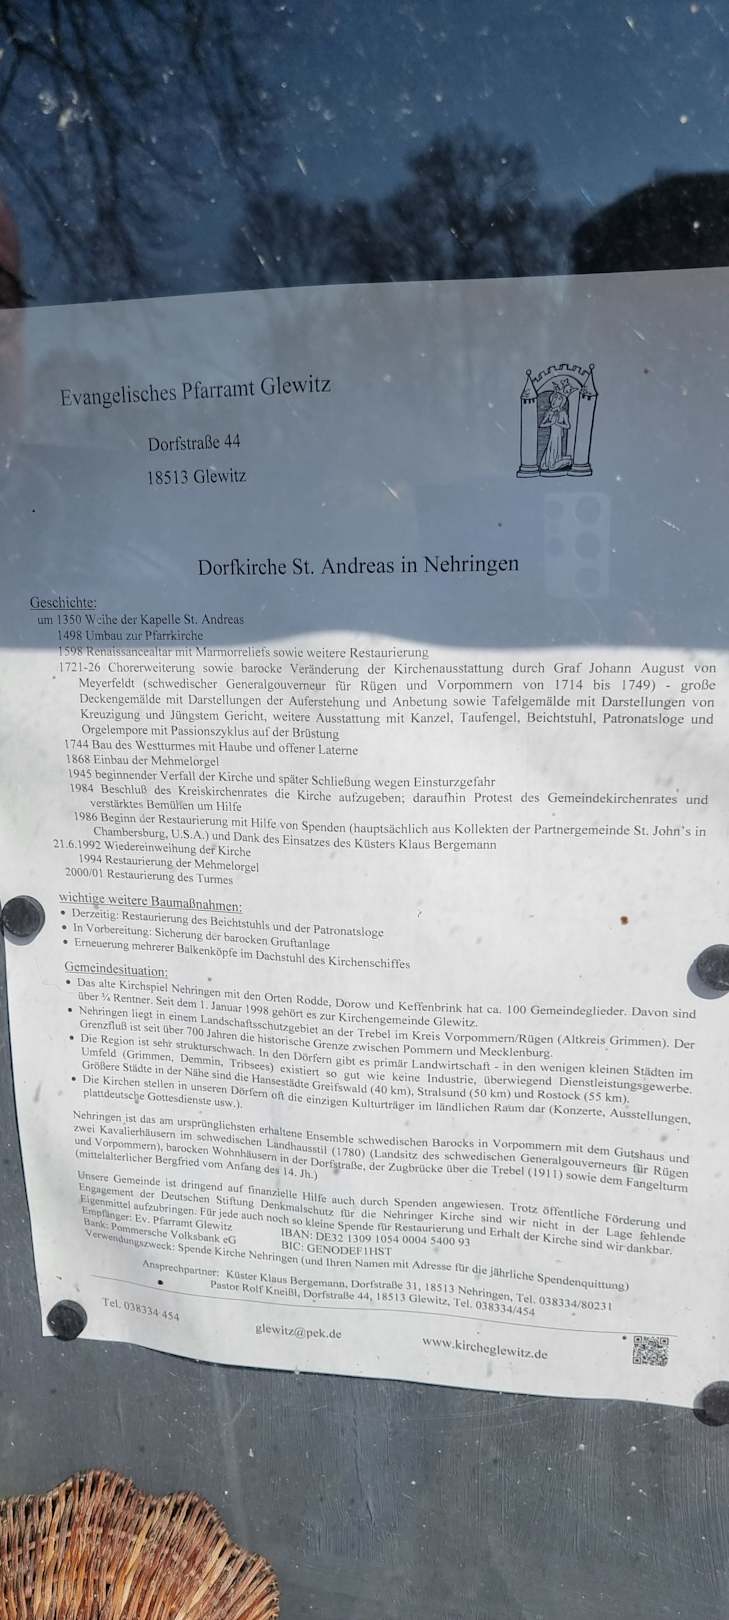 Evangelisches Pfarramt Glewitz
Dorfstraße 44
18513 Glewitz
Dorfkirche St. Andreas in Nehringen
Geschichte:
um 1350 Weihe der Kapelle St. Andreas
1498 Umbau zur Pfarrkirche
1598 Renaissancealtar mit Marmorreliefs sowie weitere Restaurierung
1721-26 Chorerweiterung sowie barocke Veränderung der Kirchenausstattung durch Graf Johann August von
Meyerfeldt (schwedischer Generalgouverneur für Rügen und Vorpommern von 1714 bis 1749) - große
Deckengemälde mit Darstellungen der Auferstehung und Anbetung sowie Tafelgemälde mit Darstellungen von
Kreuzigung und Jüngstem Gericht, weitere Ausstattung mit Kanzel, Taufengel, Beichtstuhl, Patronatsloge und
Orgelempore mit Passionszyklus auf der Brüstung
1744 Bau des Westturmes mit Haube und offener Laterne
1868 Einbau der Mehmelorgel
1945 beginnender Verfall der Kirche und später Schließung wegen Einsturzgefahr
1984 Beschluß des Kreiskirchenrates die Kirche aufzugeben; daraufhin Protest des Gemeindekirchenrates und
verstärktes Bemühen um Hilfe
1986 Beginn der Restaurierung mit Hilfe von Spenden (hauptsächlich aus Kollekten der Partnergemeinde St. John's in
Chambersburg, U.S.A.) und Dank des Einsatzes des Küsters Klaus Bergemann
21.6.1992 Wiedereinweihung der Kirche
1994 Restaurierung der Mehmelorgel
2000/01 Restaurierung des Turmes
wichtige weitere Baumaßnahmen:
• Derzeitig: Restaurierung des Beichtstuhls und der Patronatsloge
• In Vorbereitung: Sicherung der barocken Gruftanlage
• Erneuerung mehrerer Balkenköpfe im Dachstuhl des Kirchenschiffes
Gemeindesituation:
• Das alte Kirchspiel Nehringen mit den Orten Rodde, Dorow und Keffenbrink hat ca. 100 Gemeindeglieder. Davon sind
über ¾ Rentner. Seit dem 1. Januar 1998 gehört es zur Kirchengemeinde Glewitz.
• Nehringen liegt in einem Landschaftsschutzgebiet an der Trebel im Kreis Vorpommern/Rügen (Altkreis Grimmen). Der
Grenzfluß ist seit über 700 Jahren die historische Grenze zwischen Pommern und Mecklenburg.
• Die Region ist sehr strukturschwach. In den Dörfern gibt es primär Landwirtschaft - in den wenigen kleinen Städten im
Umfeld (Grimmen, Demmin, Tribsees) existiert so gut wie keine Industrie, überwiegend Dienstleistungsgewerbe.
Größere Städte in der Nähe sind die Hansestädte Greifswald (40 km), Stralsund (50 km) und Rostock (55 km).
• Die Kirchen stellen in unseren Dörfern oft die einzigen Kulturträger im ländlichen Raum dar (Konzerte, Ausstellungen,
plattdeutsche Gottesdienste usw.).
Nehringen ist das am ursprünglichsten erhaltene Ensemble schwedischen Barocks in Vorpommern mit dem Gutshaus und
zwei Kavalierhäusern im schwedischen Landhausstil (1780) (Landsitz des schwedischen Generalgouverneurs für Rügen
und Vorpommern), barocken Wohnhäusern in der Dorfstraße, der Zugbrücke über die Trebel (1911) sowie dem Fangelturm
(mittelalterlicher Bergfried vom Anfang des 14. Jh.)
Unsere Gemeinde ist dringend auf finanzielle Hilfe auch durch Spenden angewiesen. Trotz öffentliche Förderung und
Engagement der Deutschen Stiftung Denkmalschutz für die Nehringer Kirche sind wir nicht in der Lage fehlende
Eigenmittel aufzubringen. Für jede auch noch so kleine Spende für Restaurierung und Erhalt der Kirche sind wir dankbar.
Empfänger: Ev. Pfarramt Glewitz IBAN: DE32 1309 1054 0004 5400 93
Bank: Pommersche Volksbank eG BIC: GENODEF1HST
Verwendungszweck: Spende Kirche Nehringen (und Ihren Namen mit Adresse für die jährliche Spendenquittung)
Ansprechpartner: Küster Klaus Bergemann, Dorfstraße 31, 18513 Nehringen, Tel. 038334/80231
Pastor Rolf Kneißl, Dorfstraße 44, 18513 Glewitz, Tel. 038334/454
Tel. 038334 454 glewitz@pek.de www.kircheglewitz.de